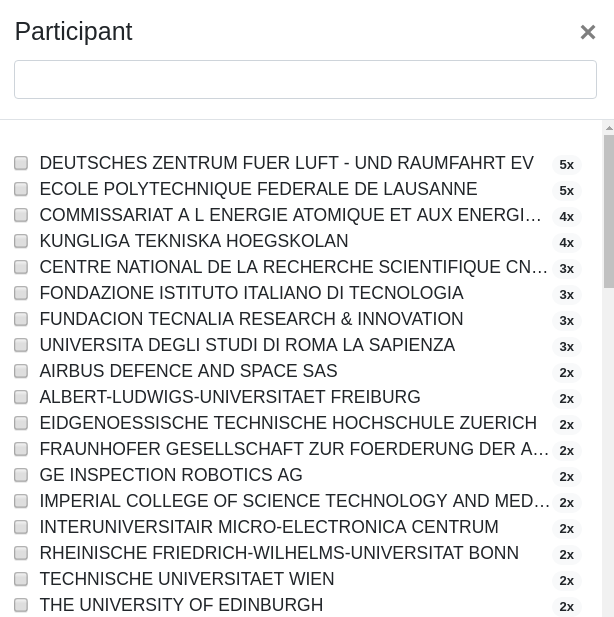 Participant
×
DEUTSCHES ZENTRUM FUER LUFT - UND RAUMFAHRT EV 5x
ECOLE POLYTECHNIQUE FEDERALE DE LAUSANNE 5x
COMMISSARIAT A L ENERGIE ATOMIQUE ET AUX ENERGI... 4x
KUNGLIGA TEKNISKA HOEGSKOLAN 4x
CENTRE NATIONAL DE LA RECHERCHE SCIENTIFIQUE CN... 3x
FONDAZIONE ISTITUTO ITALIANO DI TECNOLOGIA 3x
FUNDACION TECNALIA RESEARCH & INNOVATION 3x
UNIVERSITA DEGLI STUDI DI ROMA LA SAPIENZA 3x
AIRBUS DEFENCE AND SPACE SAS 2x
ALBERT-LUDWIGS-UNIVERSITAET FREIBURG 2x
EIDGENOESSISCHE TECHNISCHE HOCHSCHULE ZUERICH 2x
FRAUNHOFER GESELLSCHAFT ZUR FOERDERUNG DER A... 2x
GE INSPECTION ROBOTICS AG 2x
IMPERIAL COLLEGE OF SCIENCE TECHNOLOGY AND MED... 2x
INTERUNIVERSITAIR MICRO-ELECTRONICA CENTRUM 2x
RHEINISCHE FRIEDRICH-WILHELMS-UNIVERSITAT BONN 2x
TECHNISCHE UNIVERSITAET WIEN 2x
THE UNIVERSITY OF EDINBURGH 2x